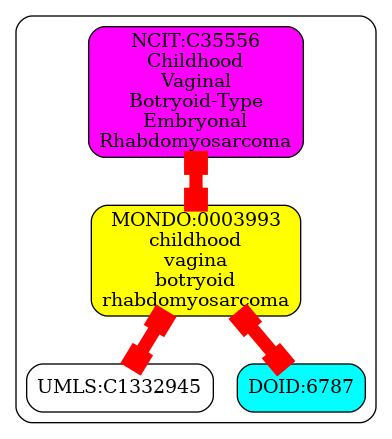 NCIT:C35556
Childhood
Vaginal
Botryoid-Type
Embryonal
Rhabdomyosarcoma
MONDO:0003993
childhood
vagina
botryoid
rhabdomyosarcoma
UMLS:C1332945
DOID:6787